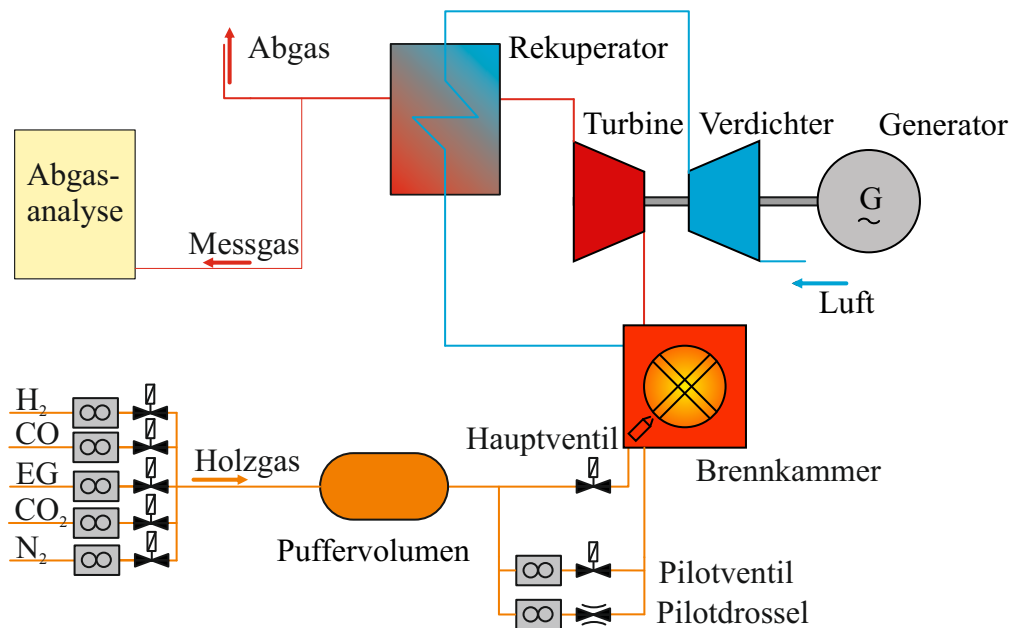 Abgas
Rekuperator
Turbine
Verdichter
Generator
G
~
Abgas-
analyse
Messgas
Luft
H₂
CO
EG
CO₂
N₂
Holzgas
Puffervolumen
Hauptventil
Brennkammer
Pilotventil
Pilotdrossel